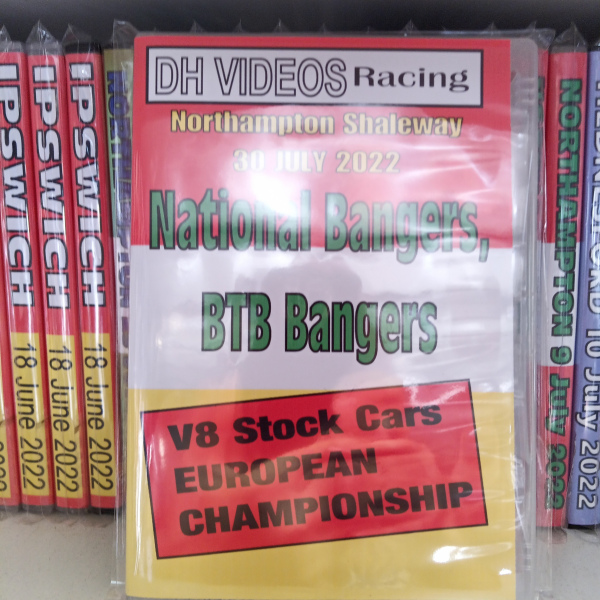 IPSWICH 18 June 2022
IPSWICH 18 June 2022
IPSWICH 18 June 2022
DH VIDEOS Racing
Northampton Shaleway
30 JULY 2022
National Bangers,
BTB Bangers
V8 Stock Cars
EUROPEAN
CHAMPIONSHIP
NORTHAMPTON 9 July 2022
10 July 2022